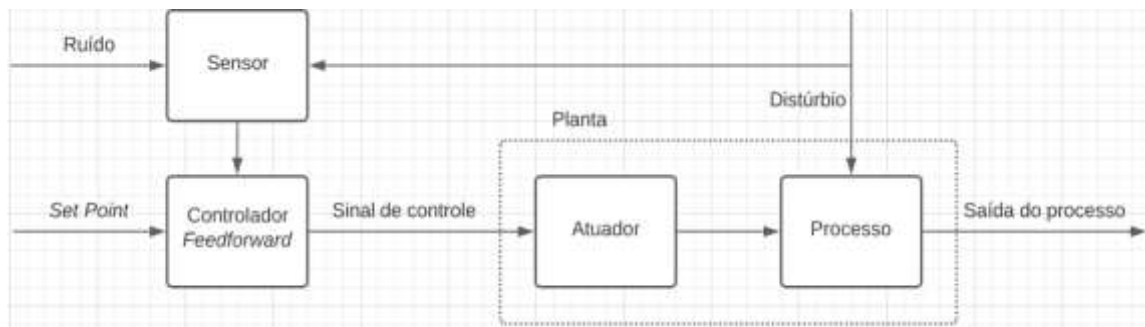 Ruído
Sensor
Distúrbio
Planta
Set Point
Controlador
Feedforward
Sinal de controle
Atuador
Processo
Saída do processo